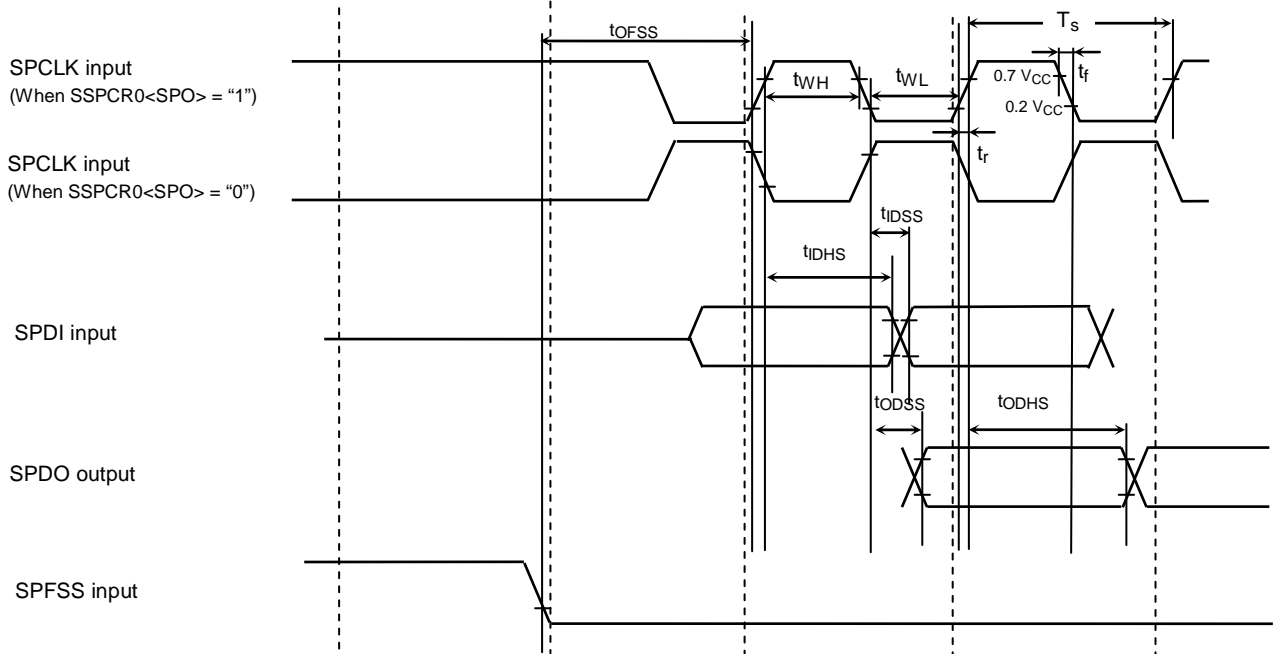 tOFSS
Ts
SPCLK input
(When SSPCR0<SPO> = “1”)
tWH
tWL
0.7 VCC
tf
0.2 VCC
tr
SPCLK input
(When SSPCR0<SPO> = “0”)
tIDSS
tIDHS
SPDI input
tODSS
tODHS
SPDO output
SPFSS input